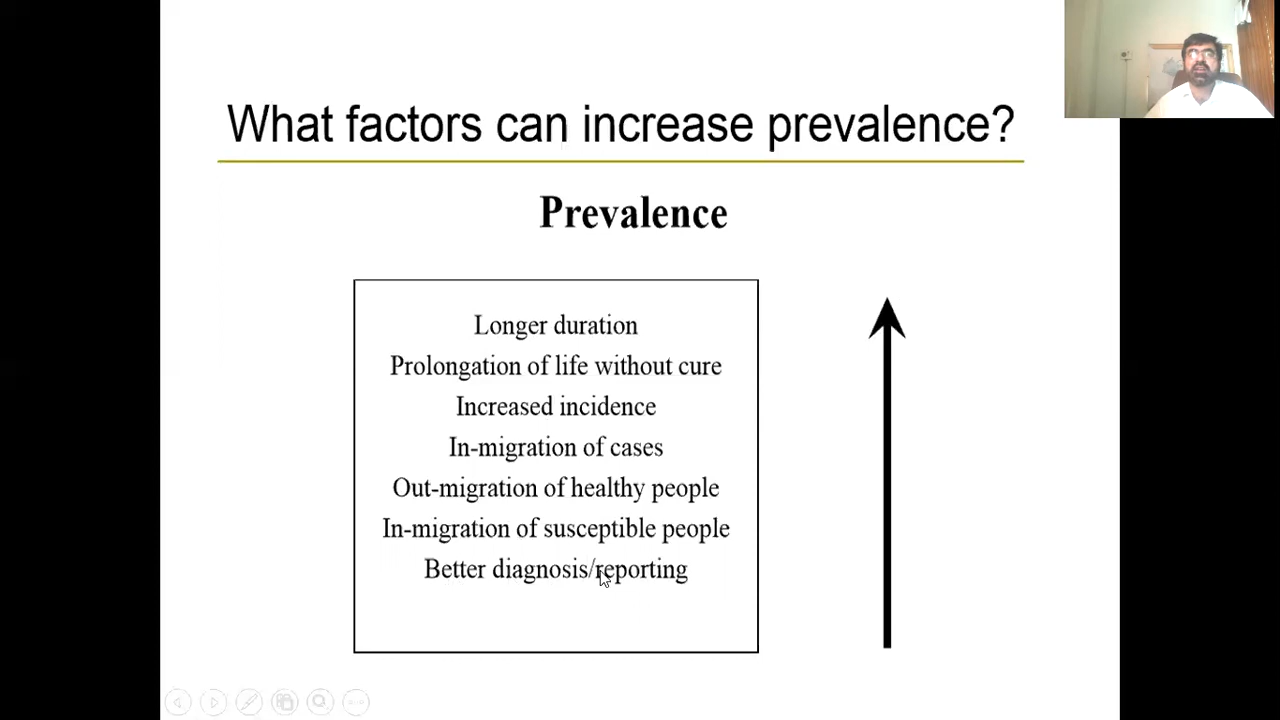 What factors can increase prevalence?
Prevalence
Longer duration
Prolongation of life without cure
Increased incidence
In-migration of cases
Out-migration of healthy people
In-migration of susceptible people
Better diagnosis/reporting